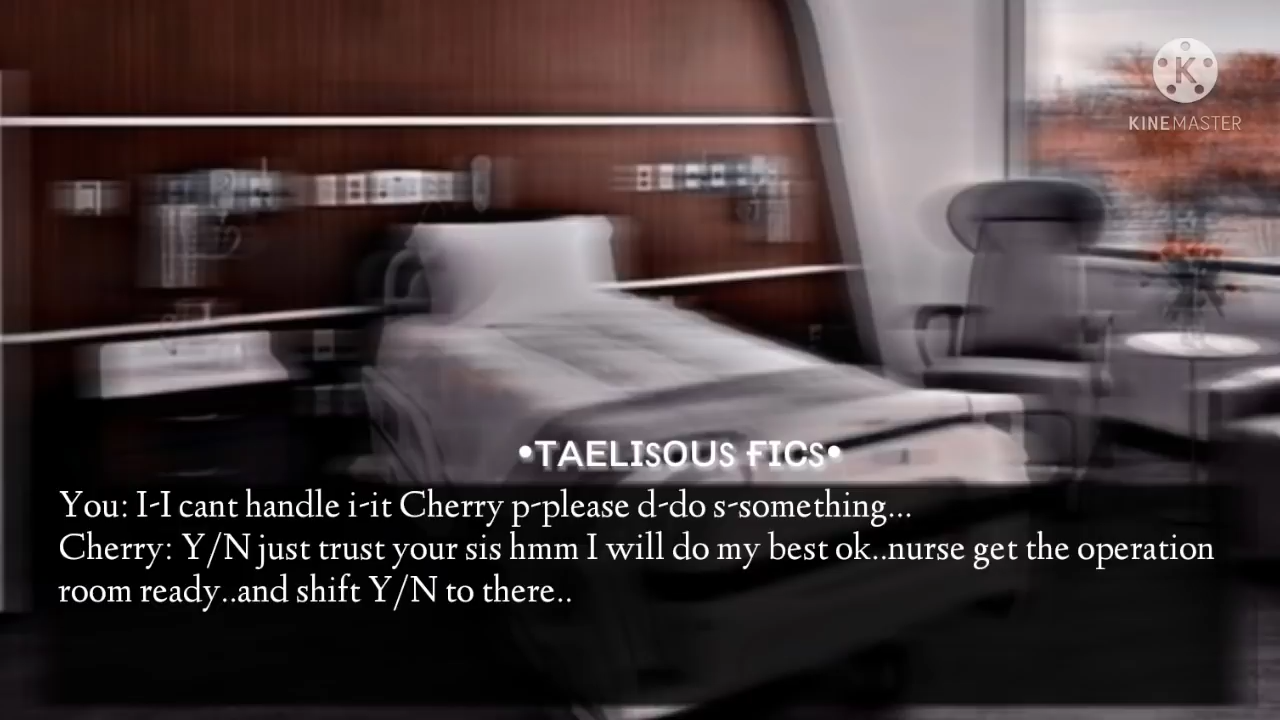 KINEMASTER
•TAELISOUS FICS•
You: I-I cant handle i-it Cherry p-please d-do s-something...
Cherry: Y/N just trust your sis hmm I will do my best ok..nurse get the operation
room ready..and shift Y/N to there..